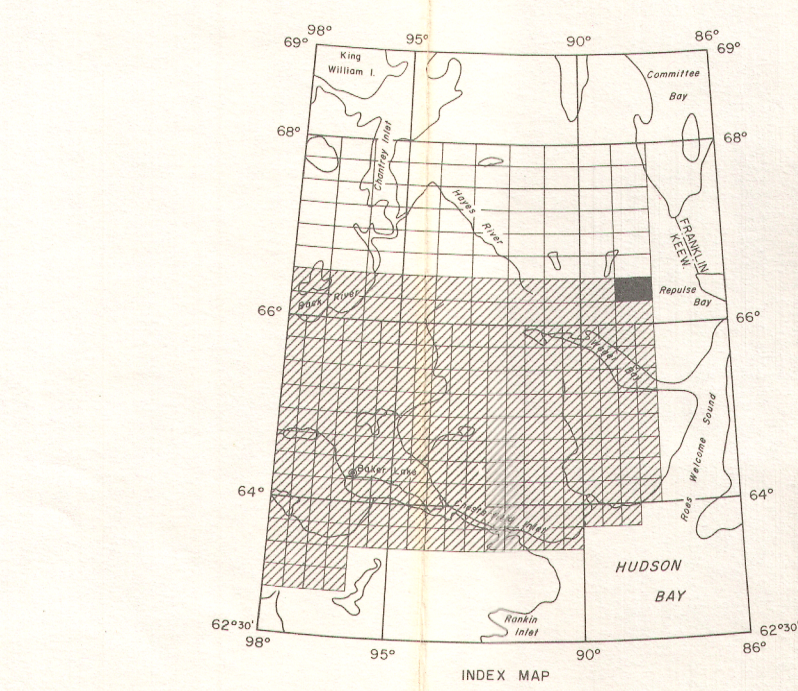 98°
95°
90°
86°
69°
69°
King
William I.
Committee
Bay
68°
68°
Chantrey Inlet
Hayes River
FRANKLIN
KEEW.
Back River
Repulse
Bay
66°
66°
Wager Bay
Roes Welcome Sound
Baker Lake
64°
64°
Chesterfield Inlet
HUDSON
BAY
Rankin
Inlet
62°30'
62°30'
98°
95°
90°
86°
INDEX MAP